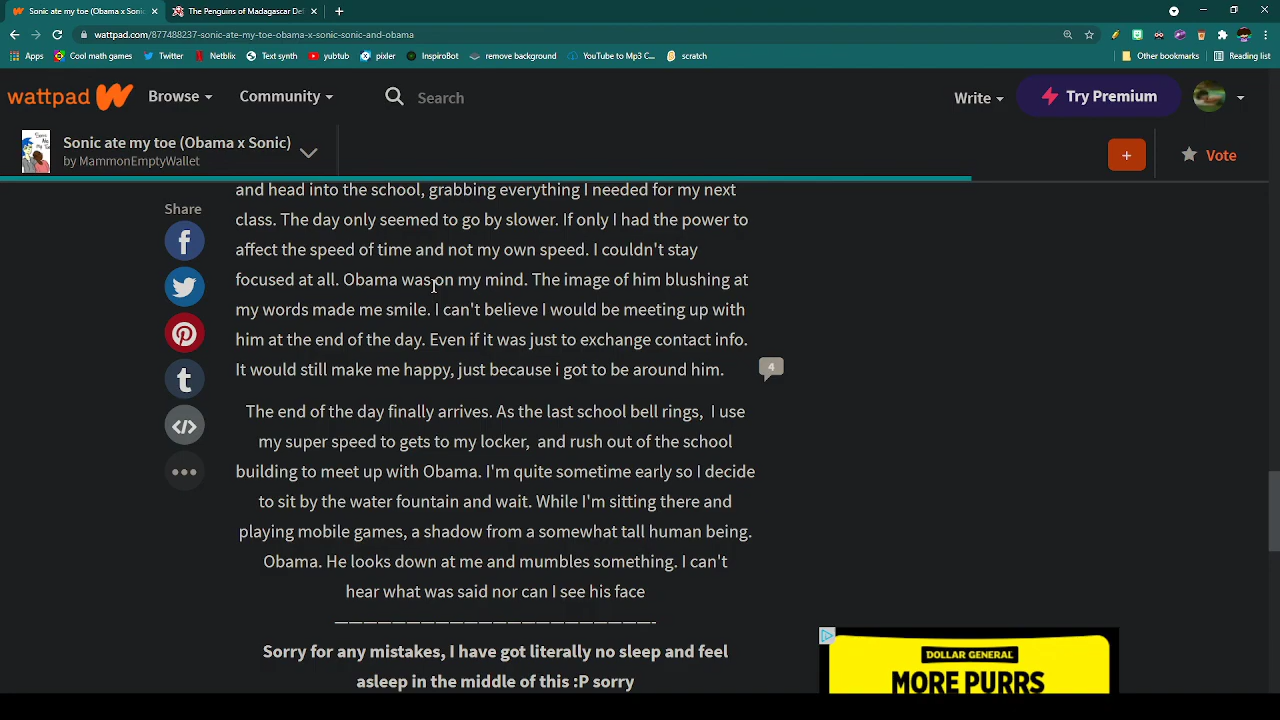 Sonic ate my toe (Obama x Sonic
The Penguins of Madagascar De
wattpad.com/877488237-sonic-ate-my-toe-obama-x-sonic-sonic-and-obama
Apps
Cool math games
Twitter
Netblix
Text synth
yubtub
pixler
InspiroBot
remove background
YouTube to Mp3 C...
scratch
Other bookmarks
Reading list
wattpad
Browse
Community
Search
Write
Try Premium
Sonic ate my toe (Obama x Sonic)
by MammonEmptyWallet
+
Vote
Share
and head into the school, grabbing everything I needed for my next
class. The day only seemed to go by slower. If only I had the power to
affect the speed of time and not my own speed. I couldn't stay
focused at all. Obama was on my mind. The image of him blushing at
my words made me smile. I can't believe I would be meeting up with
him at the end of the day. Even if it was just to exchange contact info.
It would still make me happy, just because i got to be around him.
4
The end of the day finally arrives. As the last school bell rings, I use
my super speed to gets to my locker, and rush out of the school
building to meet up with Obama. I'm quite sometime early so I decide
to sit by the water fountain and wait. While I'm sitting there and
playing mobile games, a shadow from a somewhat tall human being.
Obama. He looks down at me and mumbles something. I can't
hear what was said nor can I see his face
———————————————————————-
Sorry for any mistakes, I have got literally no sleep and feel
asleep in the middle of this :P sorry
DOLLAR GENERAL
MORE PURRS